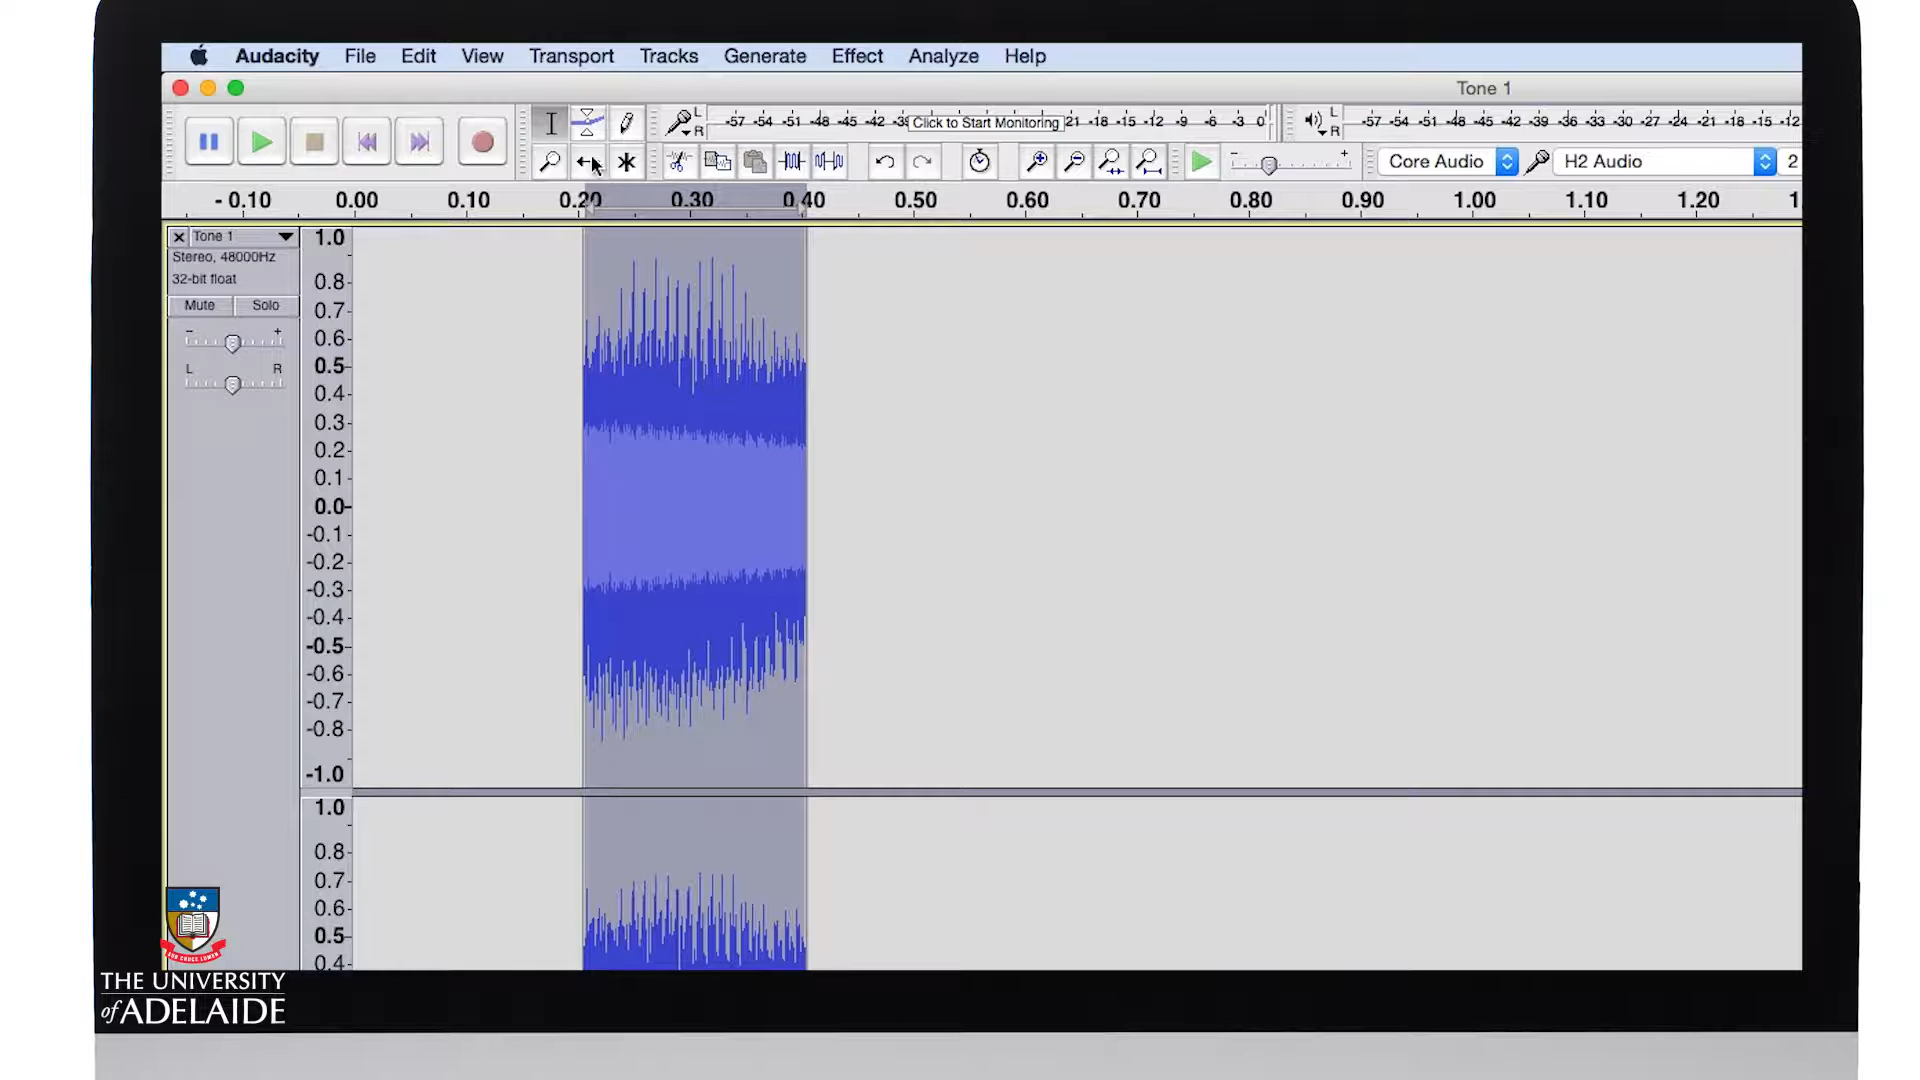 Audacity File Edit View Transport Tracks Generate Effect Analyze Help
Tone 1
L
R
-57 -54 -51 -48 -45 -42 -39 Click to Start Monitoring 21 -18 -15 -12 -9 -6 -3 0
L
R
-57 -54 -51 -48 -45 -42 -39 -36 -33 -30 -27 -24 -21 -18 -15 -12
Core Audio H2 Audio 2
- 0.10 0.00 0.10 0.20 0.30 0.40 0.50 0.60 0.70 0.80 0.90 1.00 1.10 1.20 1.
Tone 1
Stereo, 48000Hz
32-bit float
Mute Solo
- +
L R
1.0
0.8
0.7
0.6
0.5
0.4
0.3
0.2
0.1
0.0
-0.1
-0.2
-0.3
-0.4
-0.5
-0.6
-0.7
-0.8
-1.0
1.0
0.8
0.7
0.6
0.5
0.4
SUB CRUCE LUMEN
THE UNIVERSITY
of ADELAIDE